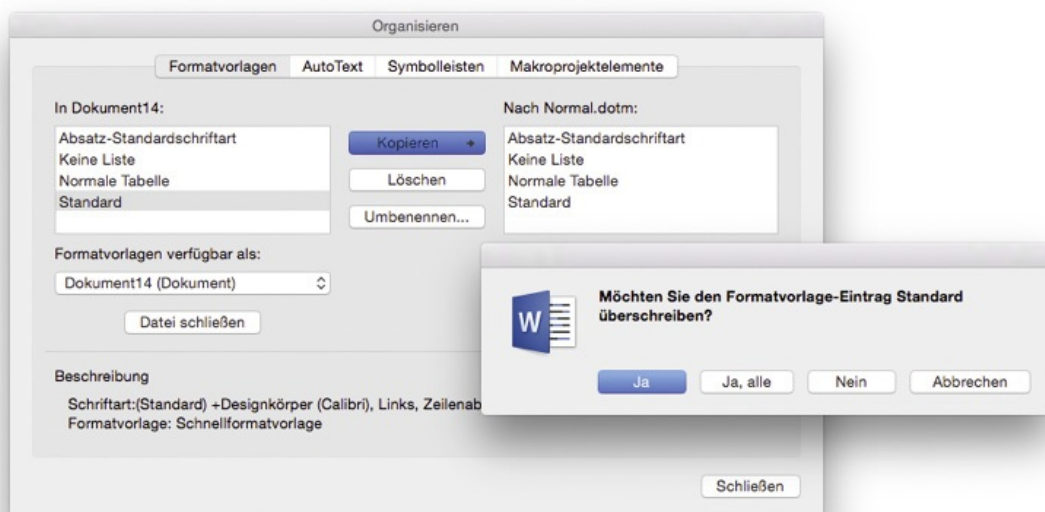 Organisieren
Formatvorlagen AutoText Symbolleisten Makroprojektelemente
In Dokument14:
Absatz-Standardschriftart
Keine Liste
Normale Tabelle
Standard
Kopieren
Löschen
Umbenennen...
Nach Normal.dotm:
Absatz-Standardschriftart
Keine Liste
Normale Tabelle
Standard
Formatvorlagen verfügbar als:
Dokument14 (Dokument)
Datei schließen
W
Möchten Sie den Formatvorlage-Eintrag Standard
überschreiben?
Ja Ja, alle Nein Abbrechen
Beschreibung
Schriftart:(Standard) +Designkörper (Calibri), Links, Zeilenab
Formatvorlage: Schnellformatvorlage
Schließen